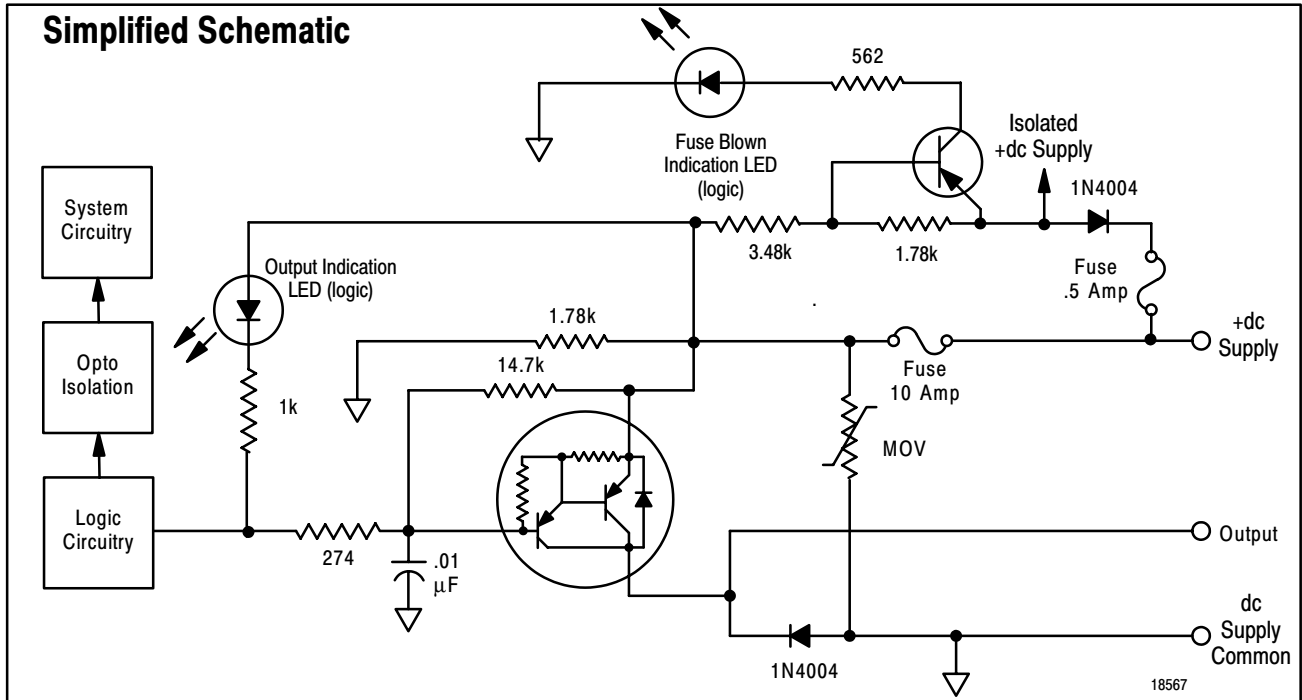 Simplified Schematic
562
Fuse Blown
Indication LED
(logic)
Isolated
+dc Supply
1N4004
System
Circuitry
3.48k
1.78k
Output Indication
LED (logic)
Fuse
.5 Amp
Opto
Isolation
1.78k
14.7k
Fuse
10 Amp
+dc
Supply
1k
MOV
Logic
Circuitry
274
.01
μF
Output
1N4004
dc
Supply
Common
18567